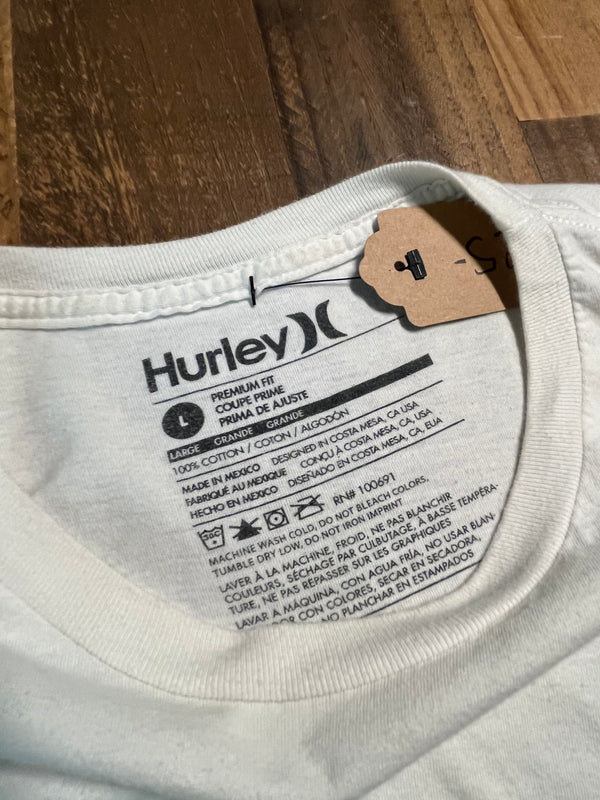 5-
Hurley
PREMIUM FIT
COUPE PRIME
PRIMA DE AJUSTE
L
LARGE GRANDE GRANDE
100% COTTON / COTON / ALGODÓN
MADE IN MEXICO DESIGNED IN COSTA MESA, CA USA
FABRIQUÉ AU MEXIQUE CONÇU À COSTA MESA, CA, USA
HECHO EN MEXICO DISEÑADO EN COSTA MESA, CA, EUA
RN# 100691
MACHINE WASH COLD, DO NOT BLEACH COLORS,
TUMBLE DRY LOW, DO NOT IRON IMPRINT
LAVER À LA MACHINE, FROID, NE PAS BLANCHIR
COULEURS, SÉCHAGE PAR CULBUTAGE, À BASSE TEMPÉRA-
TURE, NE PAS REPASSER SUR LES GRAPHIQUES
LAVAR A MÁQUINA, CON AGUA FRÍA, NO USAR BLAN-
OR CON COLORES, SECAR EN SECADORA,
NO PLANCHAR EN ESTAMPADOS